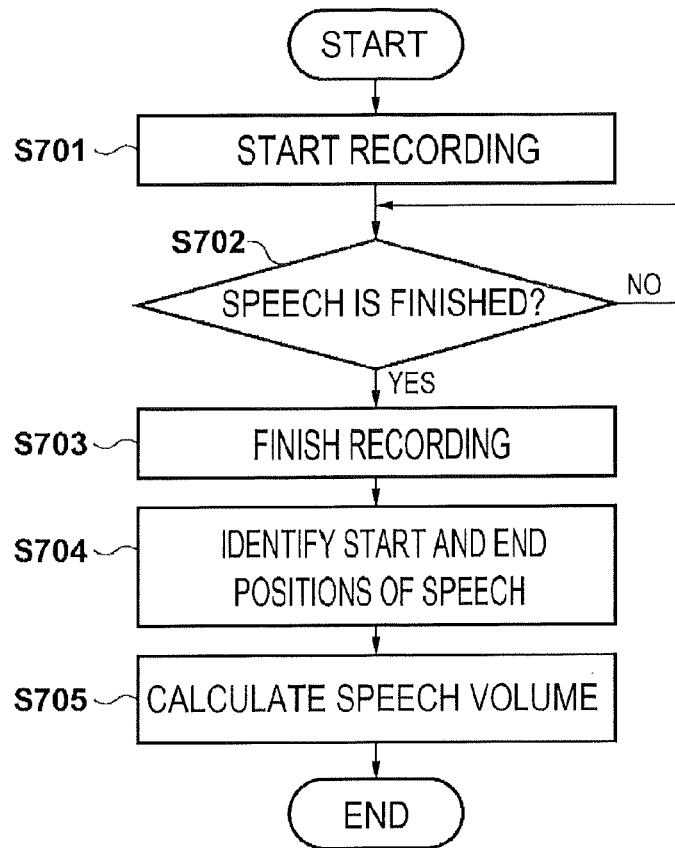 START
S701
START RECORDING
S702
SPEECH IS FINISHED?
NO
YES
S703
FINISH RECORDING
S704
IDENTIFY START AND END
POSITIONS OF SPEECH
S705
CALCULATE SPEECH VOLUME
END